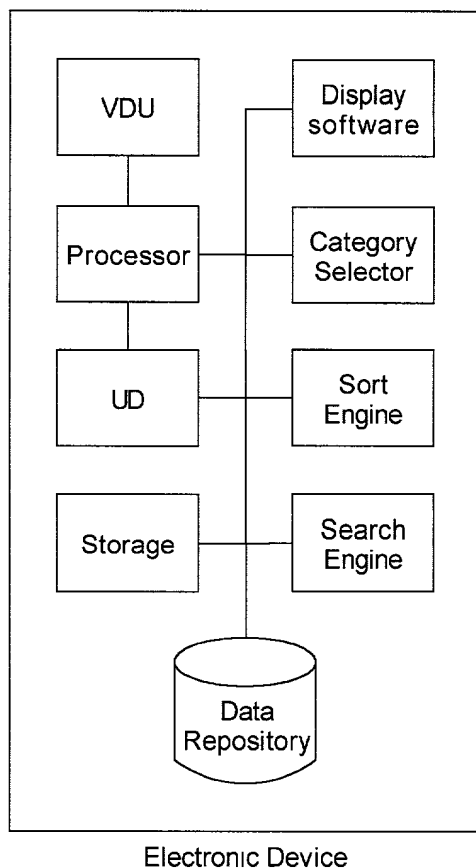 VDU
Display
software
Processor
Category
Selector
UD
Sort
Engine
Storage
Search
Engine
Data
Repository
Electronic Device